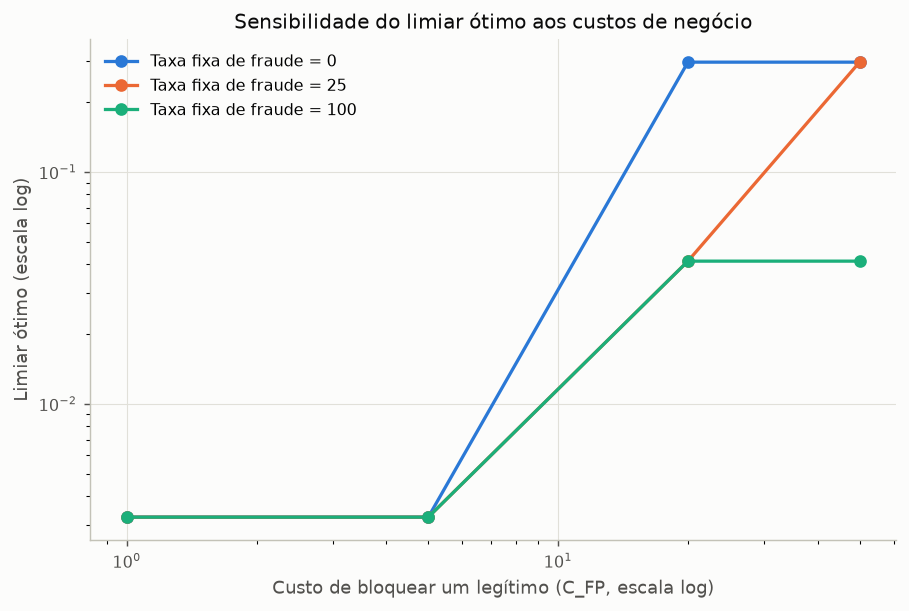 Sensibilidade do limiar ótimo aos custos de negócio
Taxa fixa de fraude = 0
Taxa fixa de fraude = 25
Taxa fixa de fraude = 100
Limiar ótimo (escala log)
10⁻¹
10⁻²
10⁰
10¹
Custo de bloquear um legítimo (C_FP, escala log)